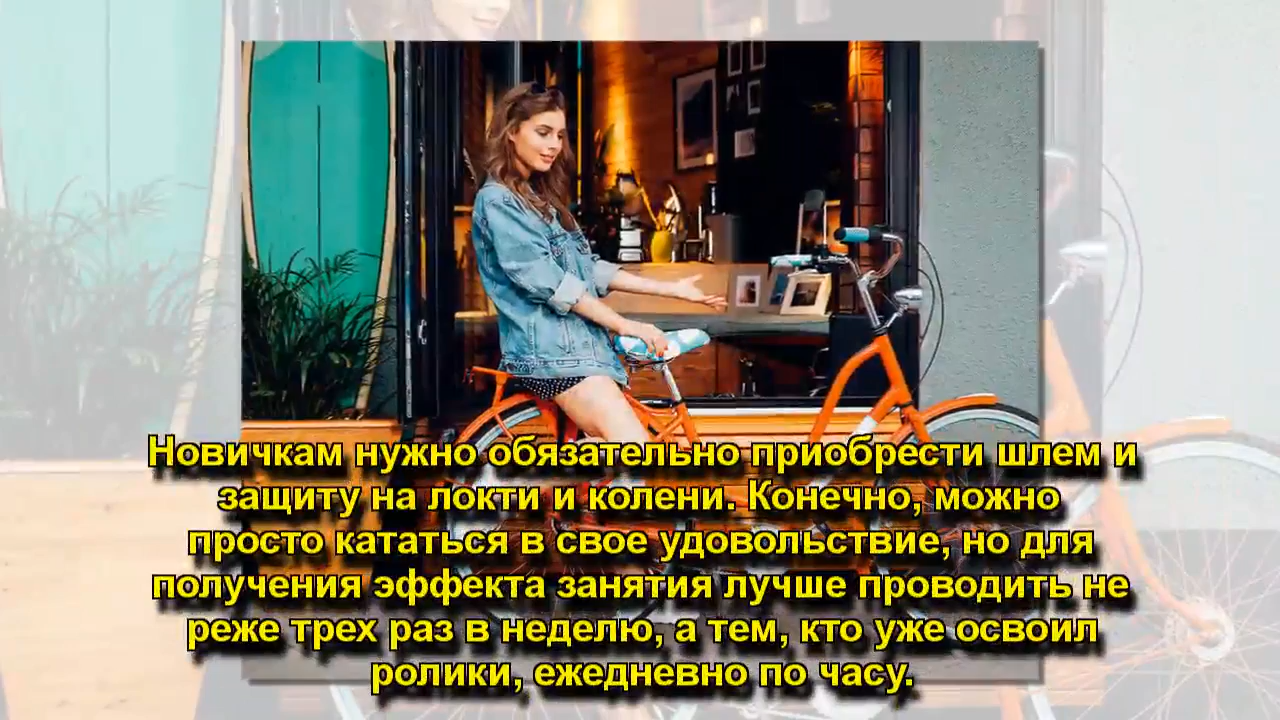 Новичкам нужно обязательно приобрести шлем и
защиту на локти и колени. Конечно, можно
просто кататься в свое удовольствие, но для
получения эффекта занятия лучше проводить не
реже трех раз в неделю, а тем, кто уже освоил
ролики, ежедневно по часу.